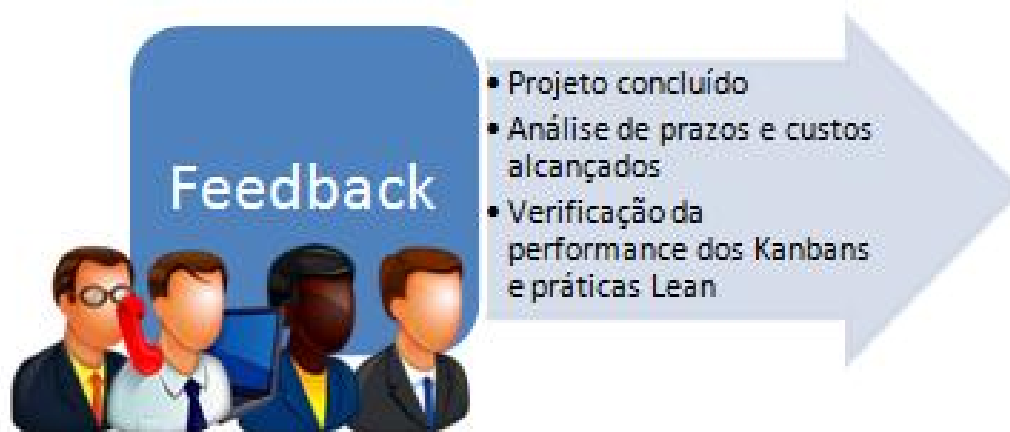 Feedback
• Projeto concluído
• Análise de prazos e custos
alcançados
• Verificação da
performance dos Kanbans
e práticas Lean